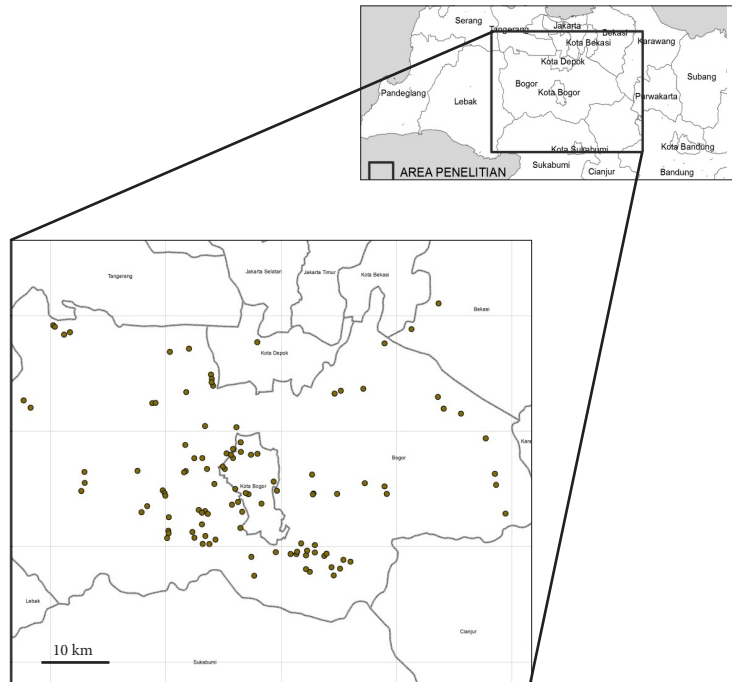 Serang
Tangerang
Jakarta
Bekasi
Kota Bekasi
Karawang
Kota Depok
Subang
Bogor
Pandeglang
Lebak
Kota Bogor
Purwakarta
Kota Sukabumi
Kota Bandung
AREA PENELITIAN
Sukabumi
Cianjur
Bandung
Tangerang
Jakarta Selatan
Jakarta Timur
Kota Bekasi
Bekasi
Kota Depok
Kara
Bogor
Kota Bogor
Lebak
Cianjur
10 km
Sukabumi